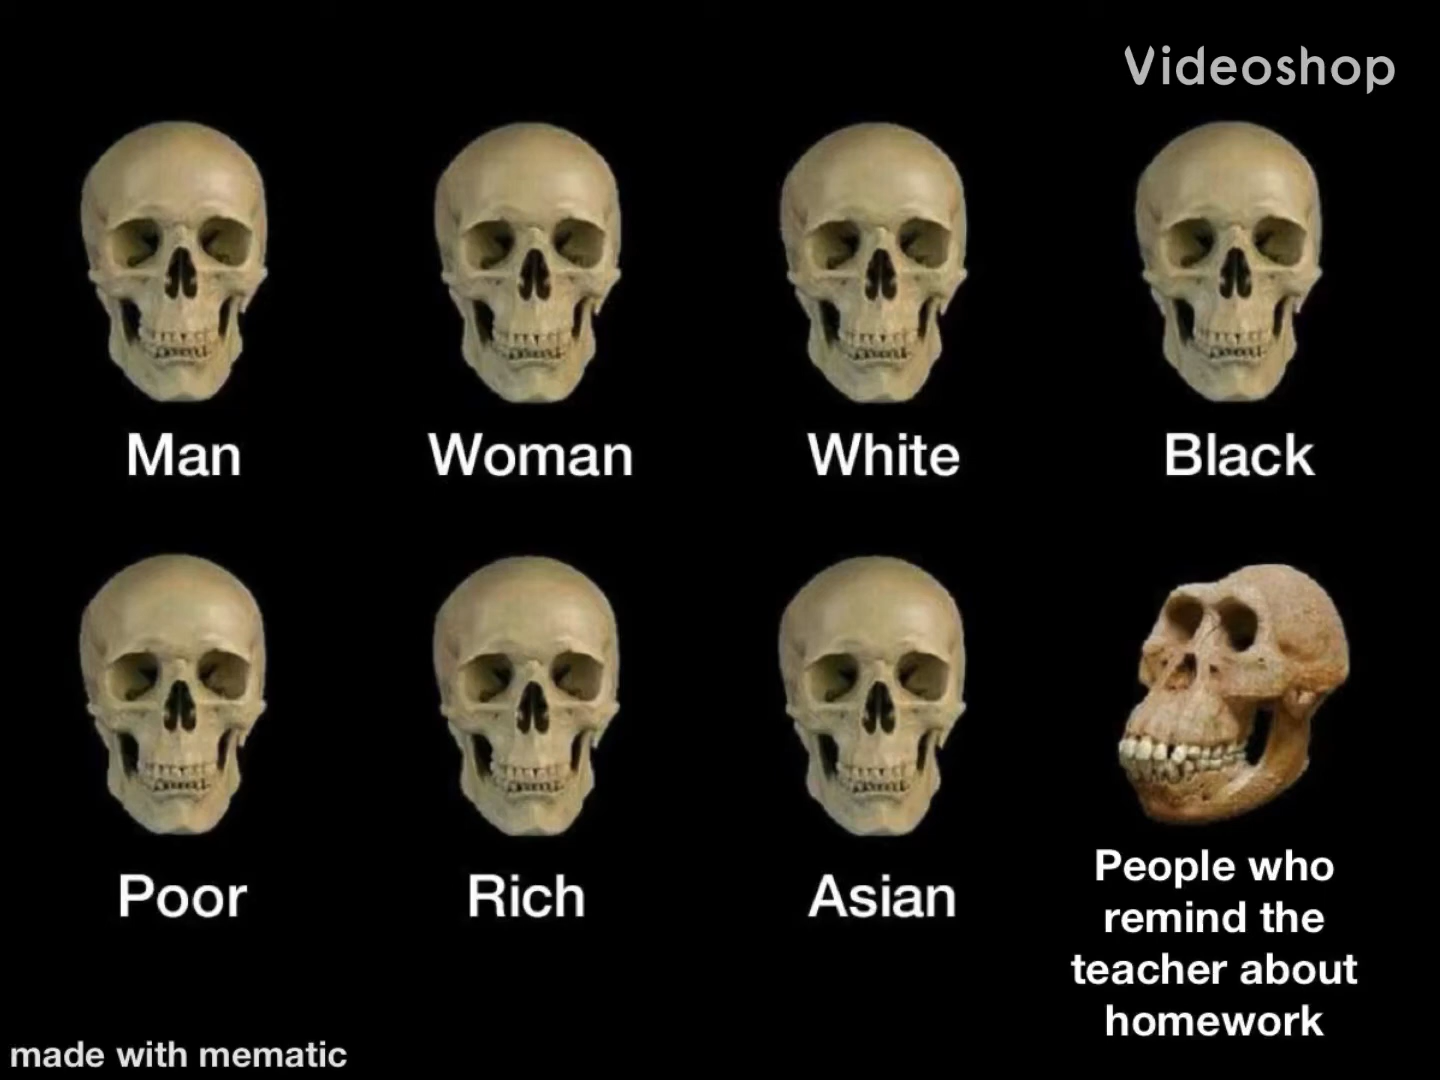 Videoshop
Man
Woman
White
Black
Poor
Rich
Asian
People who
remind the
teacher about
homework
made with mematic